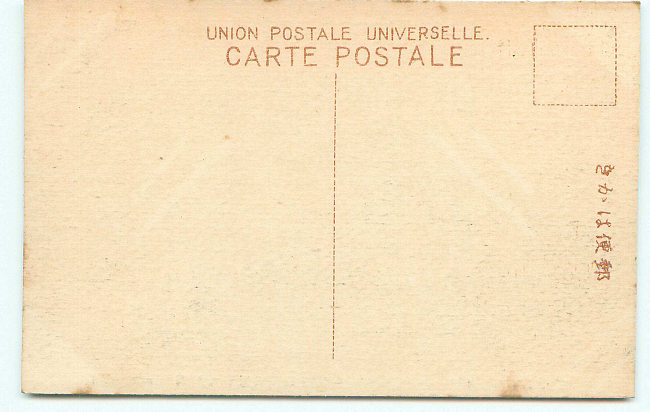 UNION POSTALE UNIVERSELLE.
CARTE POSTALE
きかは便郵